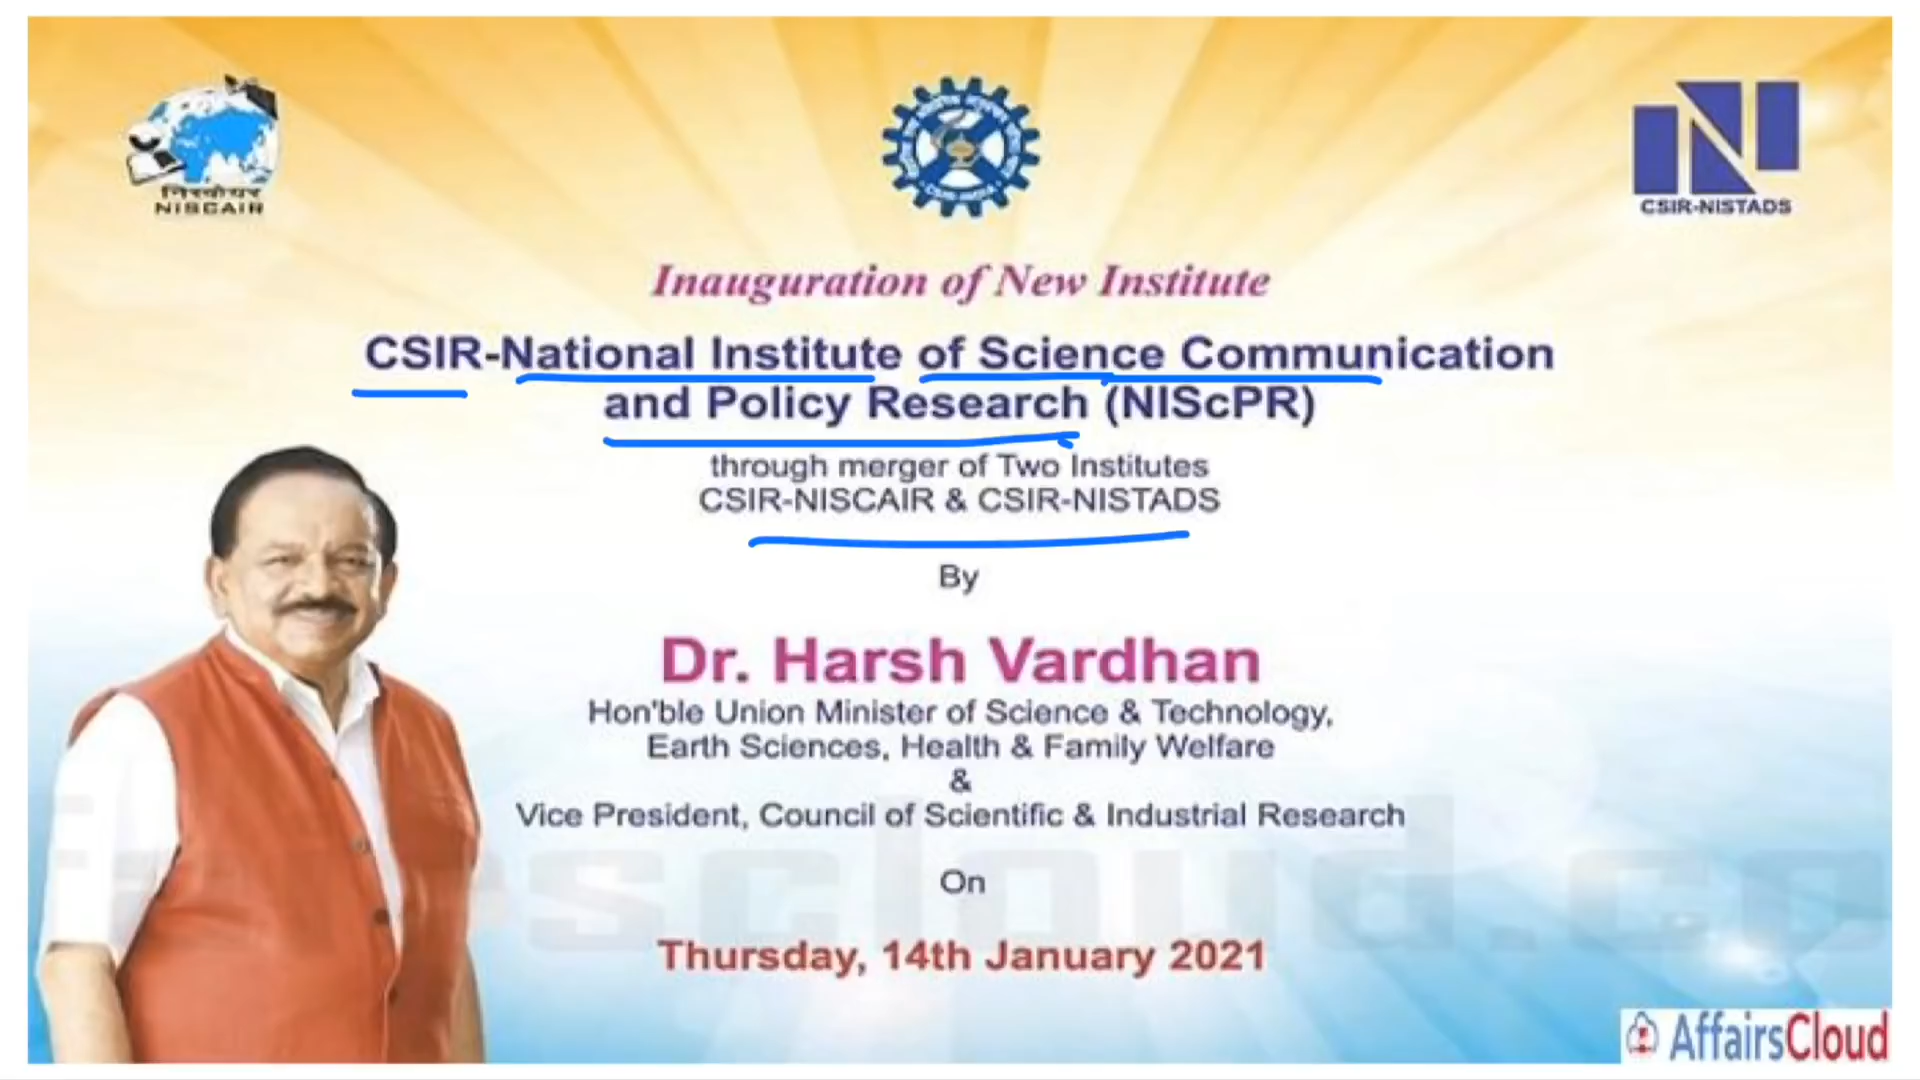 निस्केयर
NISCAIR
CSIR-NISTADS
Inauguration of New Institute
CSIR-National Institute of Science Communication
and Policy Research (NIScPR)
through merger of Two Institutes
CSIR-NISCAIR & CSIR-NISTADS
By
Dr. Harsh Vardhan
Hon'ble Union Minister of Science & Technology,
Earth Sciences, Health & Family Welfare
&
Vice President, Council of Scientific & Industrial Research
On
Thursday, 14th January 2021
AffairsCloud